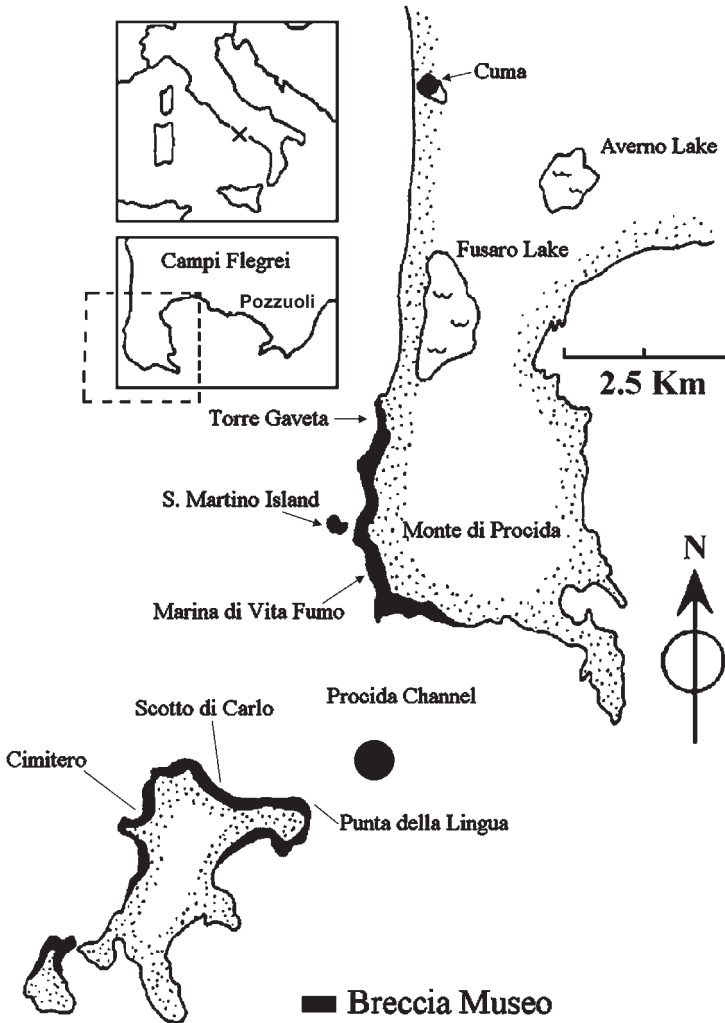 Cuma
Averno Lake
Fusaro Lake
Campi Flegrei
Pozzuoli
2.5 Km
Torre Gaveta
S. Martino Island
Monte di Procida
Marina di Vita Fumo
N
Procida Channel
Scotto di Carlo
Cimitero
Punta della Lingua
Breccia Museo